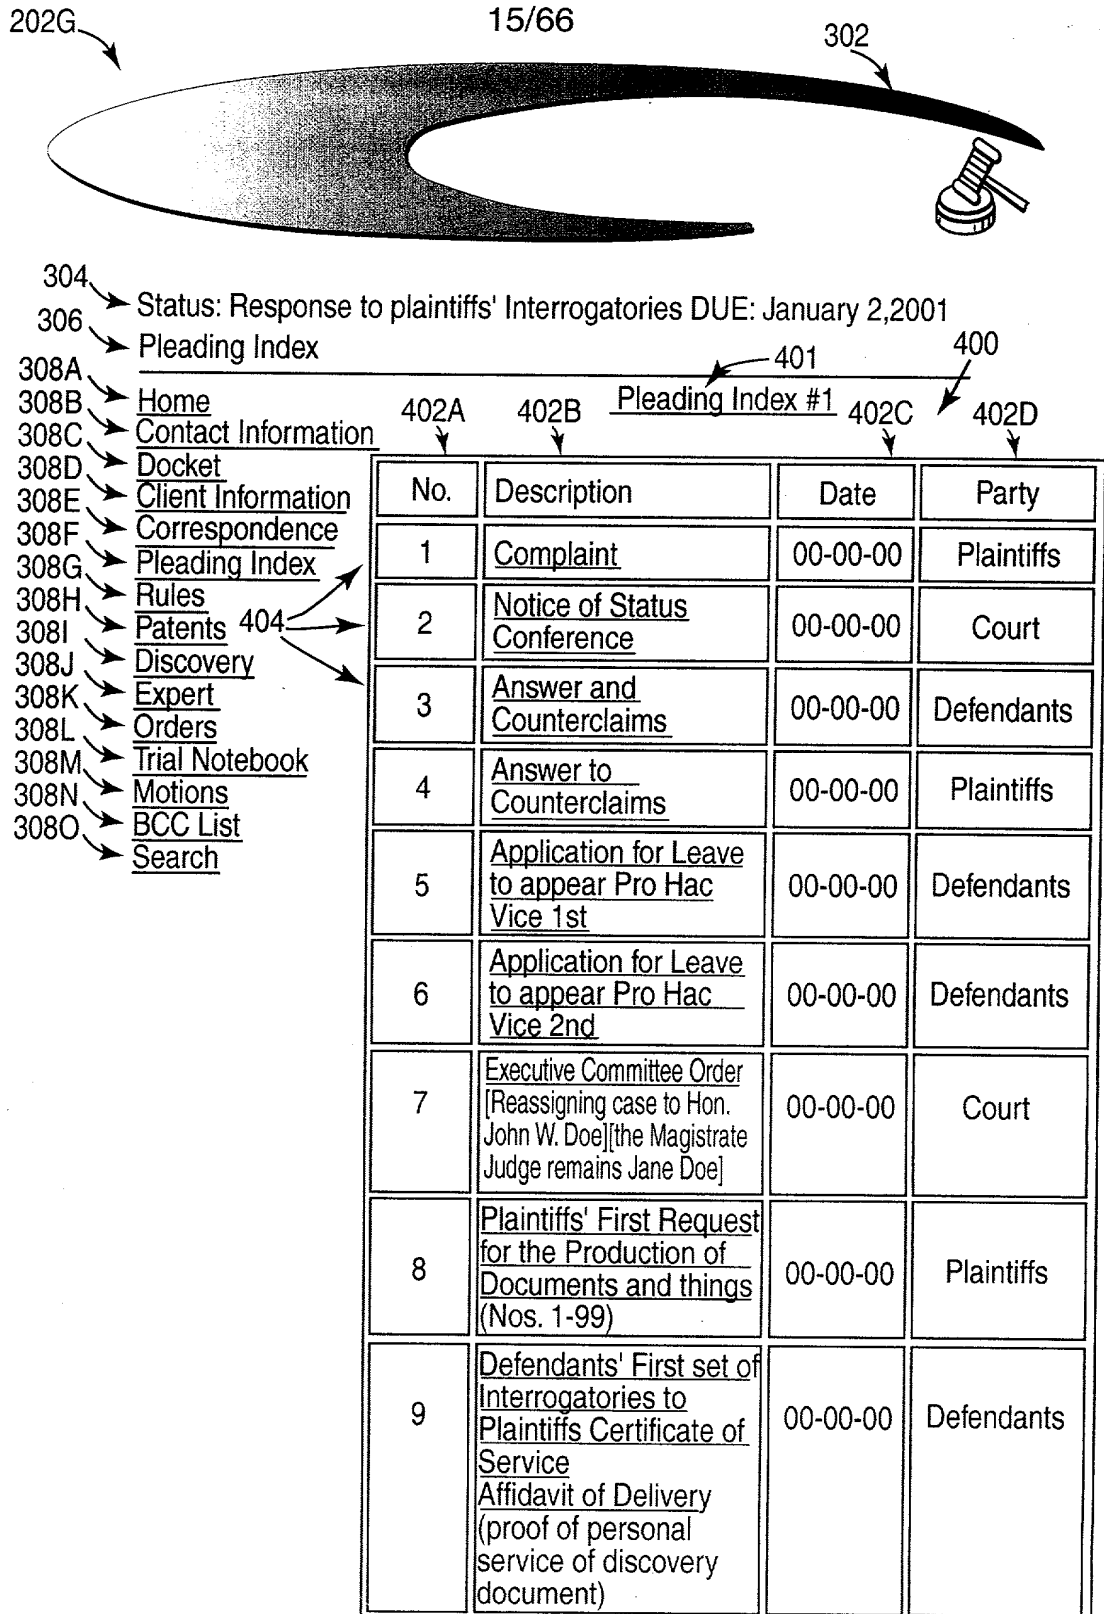 202G
15/66
302
304
Status: Response to plaintiffs' Interrogatories DUE: January 2,2001
306
Pleading Index
401
400
Pleading Index #1
308A
Home
308B
Contact Information
308C
Docket
308D
Client Information
308E
Correspondence
308F
Pleading Index
308G
Rules
308H
Patents
308I
Discovery
308J
Expert
308K
Orders
308L
Trial Notebook
308M
Motions
308N
BCC List
308O
Search
404
402A
402B
402C
402D
No.
Description
Date
Party
1
Complaint
00-00-00
Plaintiffs
2
Notice of Status
Conference
00-00-00
Court
3
Answer and
Counterclaims
00-00-00
Defendants
4
Answer to
Counterclaims
00-00-00
Plaintiffs
5
Application for Leave
to appear Pro Hac
Vice 1st
00-00-00
Defendants
6
Application for Leave
to appear Pro Hac
Vice 2nd
00-00-00
Defendants
7
Executive Committee Order
[Reassigning case to Hon.
John W. Doe][the Magistrate
Judge remains Jane Doe]
00-00-00
Court
8
Plaintiffs' First Request
for the Production of
Documents and things
(Nos. 1-99)
00-00-00
Plaintiffs
9
Defendants' First set of
Interrogatories to
Plaintiffs Certificate of
Service
Affidavit of Delivery
(proof of personal
service of discovery
document)
00-00-00
Defendants